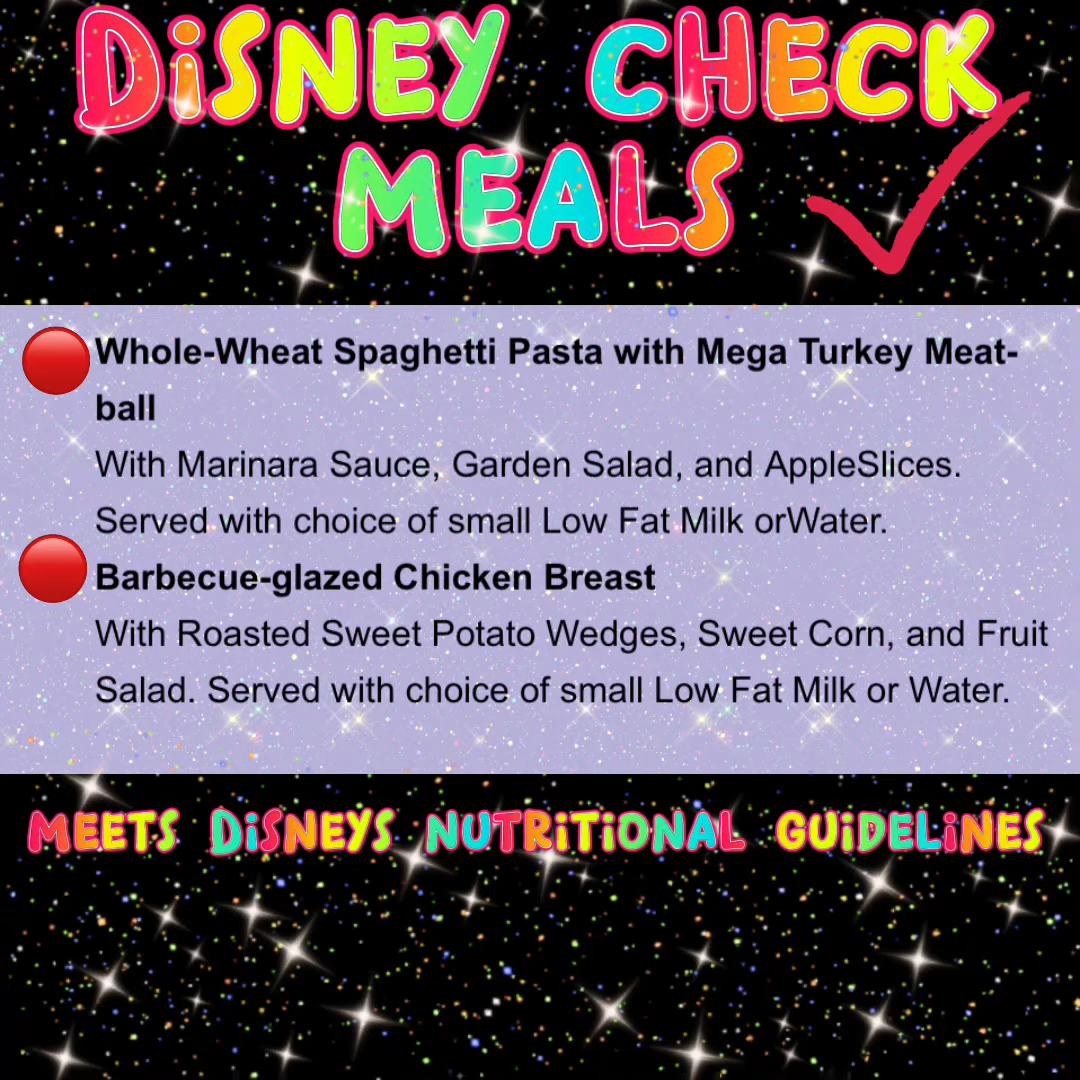 DiSNEY CHECK
MEALS
Whole-Wheat Spaghetti Pasta with Mega Turkey Meat-
ball
With Marinara Sauce, Garden Salad, and AppleSlices.
Served with choice of small Low Fat Milk orWater.
Barbecue-glazed Chicken Breast
With Roasted Sweet Potato Wedges, Sweet Corn, and Fruit
Salad. Served with choice of small Low Fat Milk or Water.
MEETS DiSNEYS NUTRiTiONAL GUiDELiNES